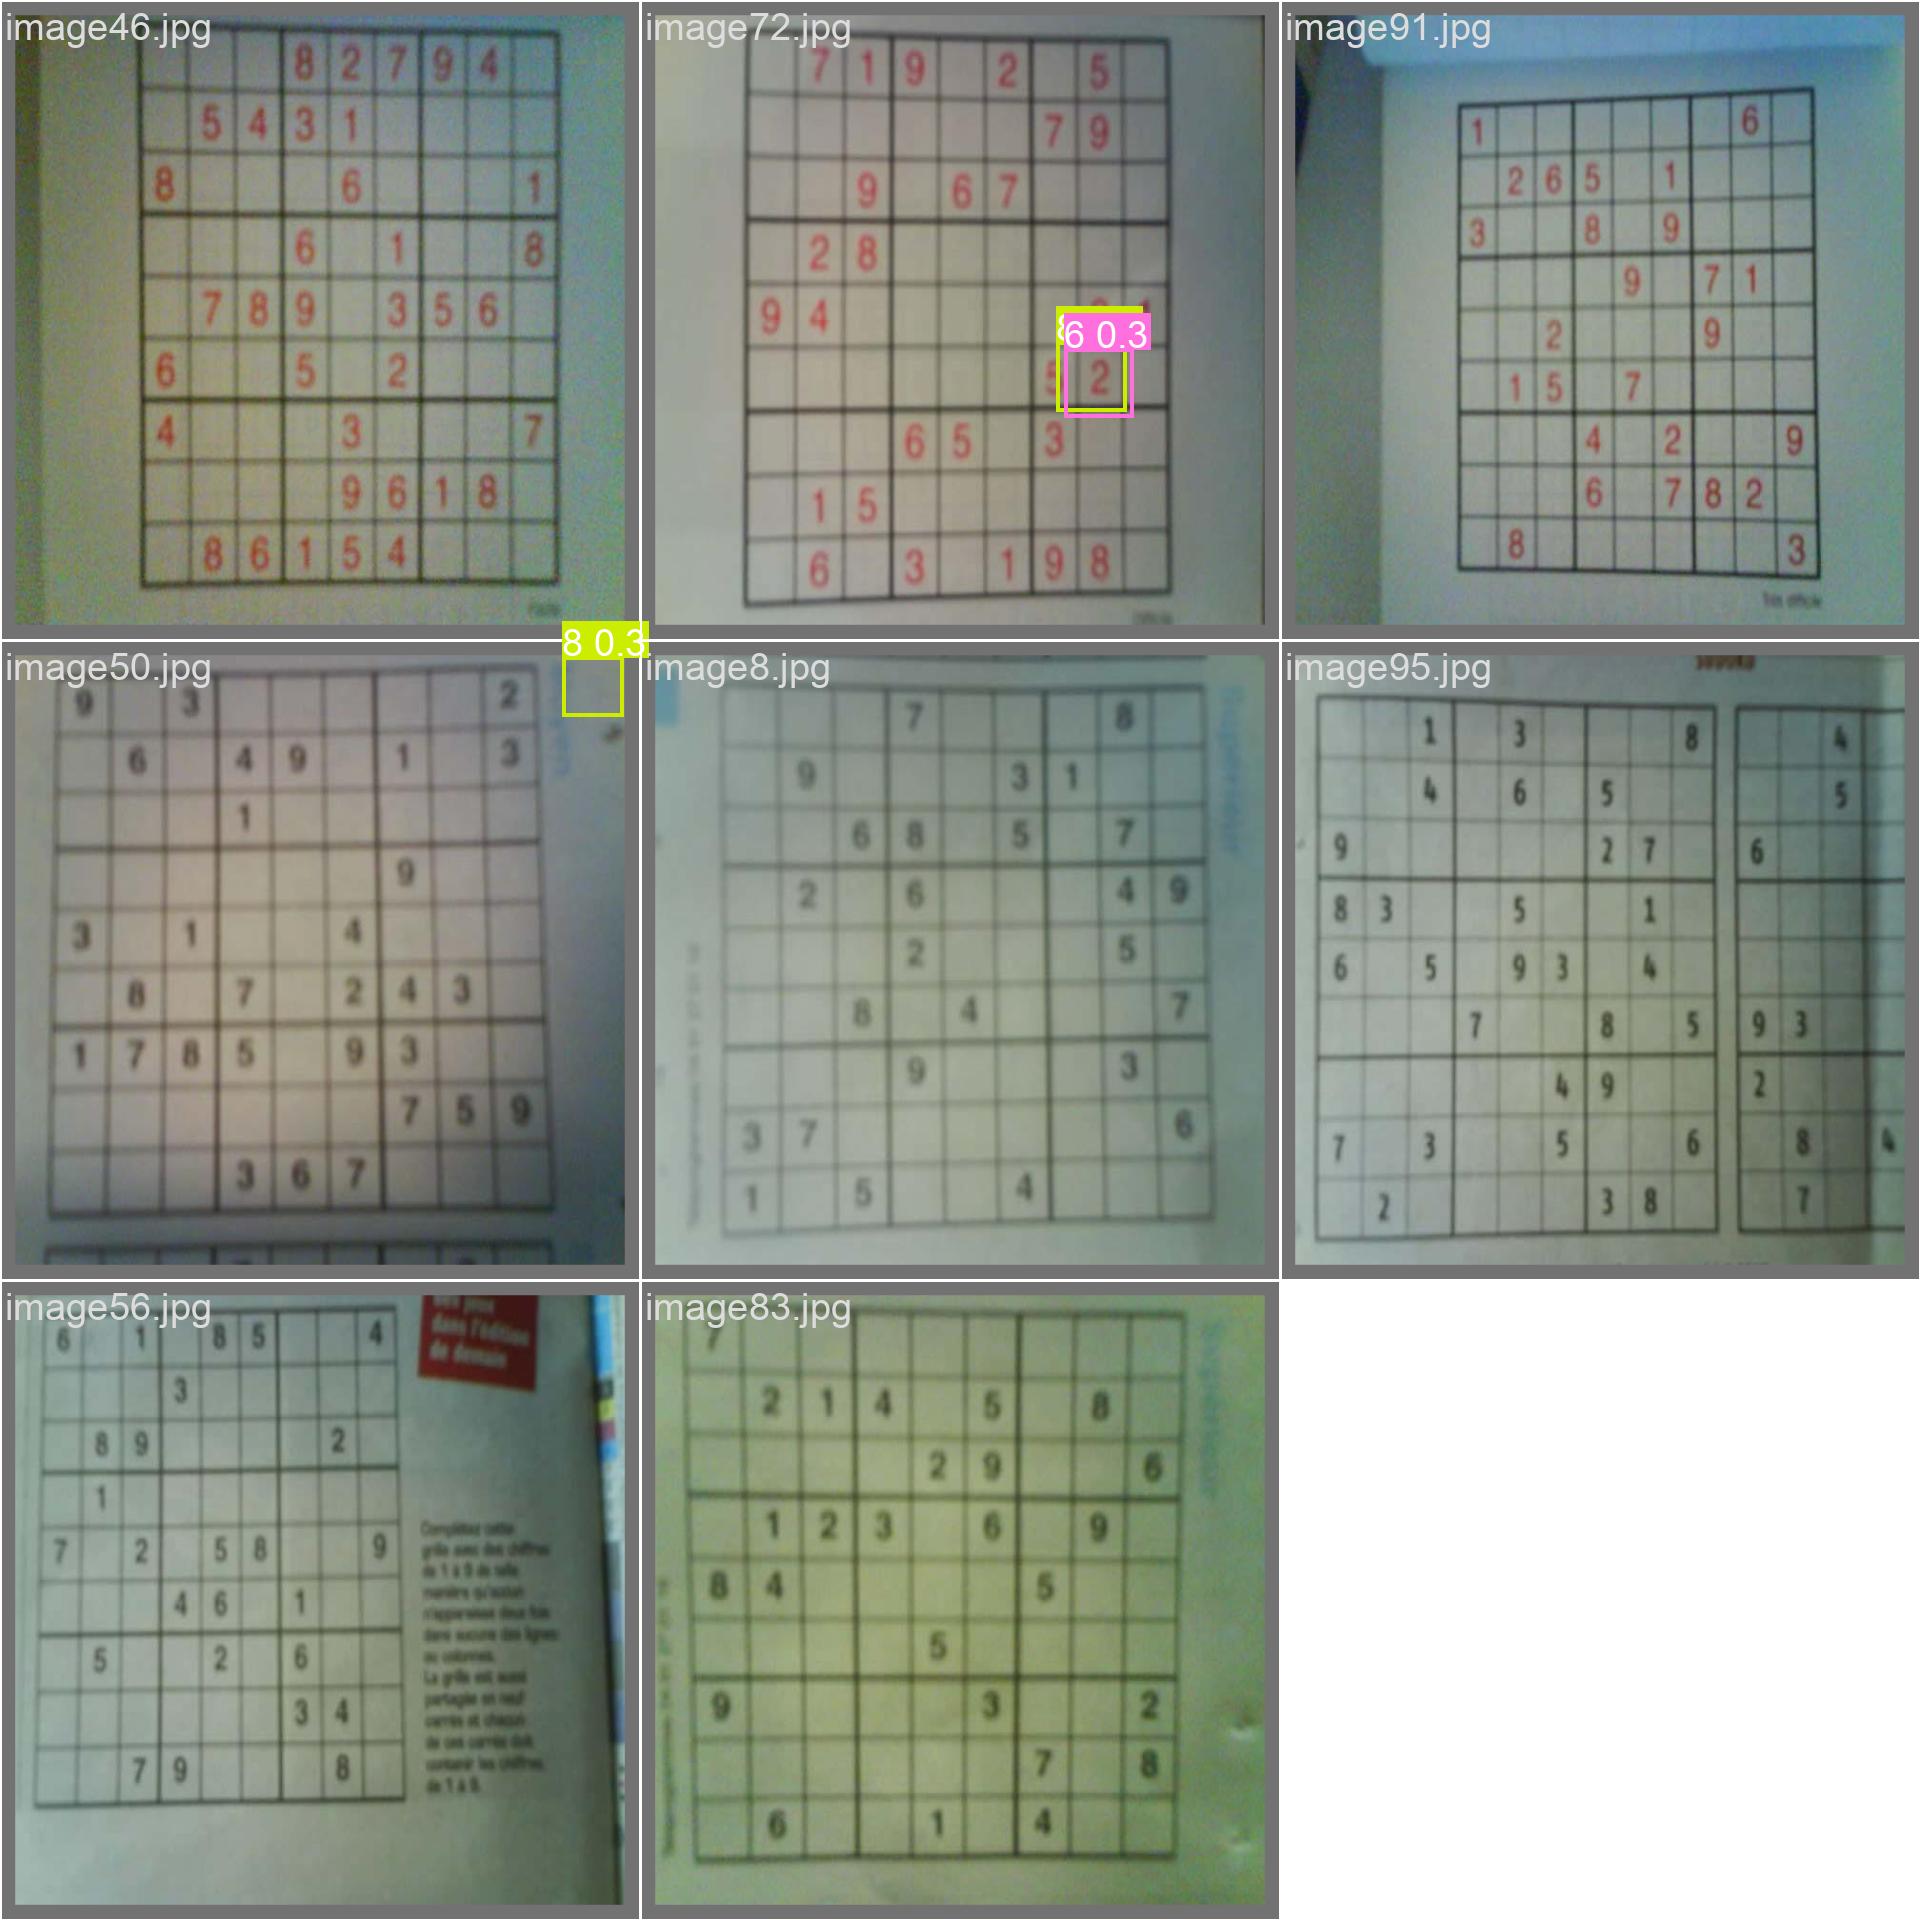 image46.jpg
8 2 7 9 4
5 4 3 1
8 6 1
6 1 8
7 8 9 3 5 6
6 5 2
4 3 7
9 6 1 8
8 6 1 5 4
image72.jpg
7 1 9 2 5
7 9
9 6 7
2 8
9 4
6 0.3
5 2
6 5 3
1 5
6 3 1 9 8
image91.jpg
1 6
2 6 5 1
3 8 9
9 7 1
2 9
1 5 7
4 2 9
6 7 8 2
8 3
Très difficile
image50.jpg
8 0.3
9 3 2
6 4 9 1 3
1
9
3 1 4
8 7 2 4 3
1 7 8 5 9 3
7 5 9
3 6 7
image8.jpg
7 8
9 3 1
6 8 5 7
2 6 4 9
2 5
8 4 7
9 3
3 7 6
1 5 4
image95.jpg
1 3 8
4 6 5
9 2 7
8 3 5 1
6 5 9 3 4
7 8 5
4 9
7 3 5 6
2 3 8
4
5
6
9 3
2
8 4
7
image56.jpg
6 1 8 5 4
3
8 9 2
1
7 2 5 8 9
4 6 1
5 2 6
3 4
7 9 8
dans l'édition
de demain
Complétez cette
grille avec des chiffres
de 1 à 9 de telle
manière qu'aucun
n'apparaisse deux fois
dans aucune des lignes
ou colonnes.
La grille est aussi
partagée en neuf
carrés et chacun
de ces carrés doit
contenir les chiffres
de 1 à 9.
image83.jpg
7
2 1 4 5 8
2 9 6
1 2 3 6 9
8 4 5
5
9 3 2
7 8
6 1 4